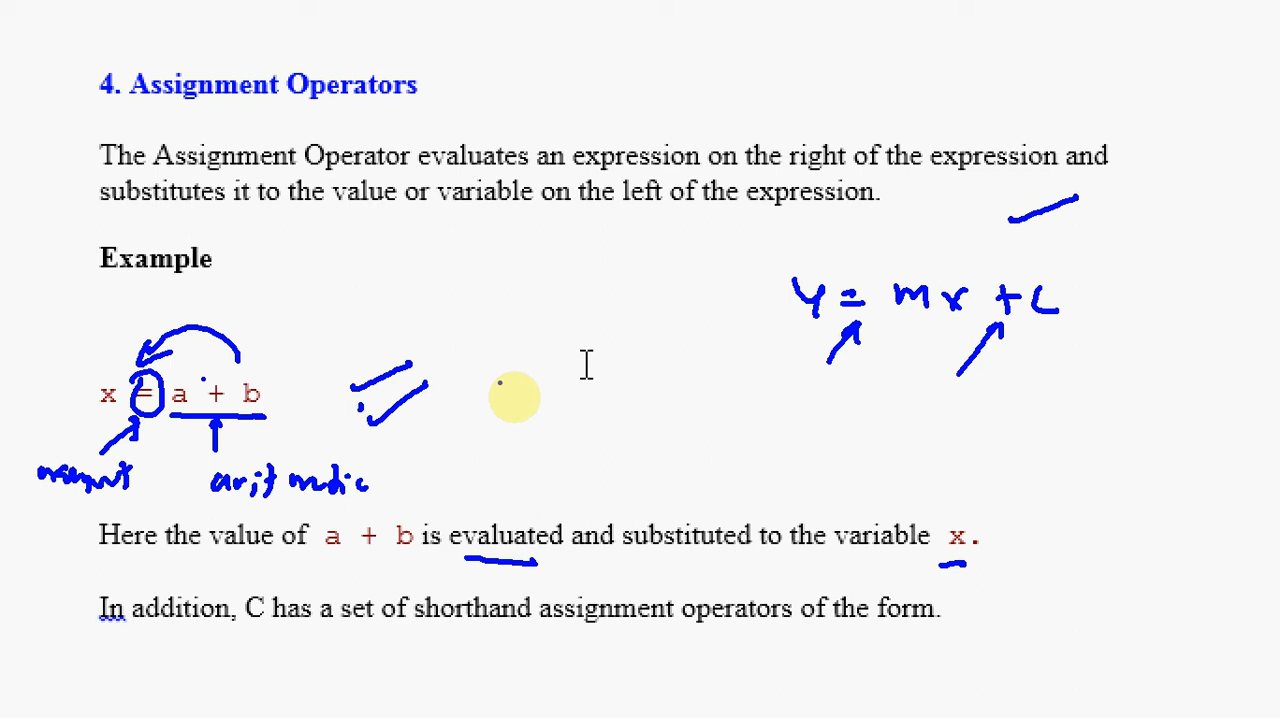 4. Assignment Operators
The Assignment Operator evaluates an expression on the right of the expression and
substitutes it to the value or variable on the left of the expression.
Example
y = mx + c
x = a + b
Here the value of a + b is evaluated and substituted to the variable x.
In addition, C has a set of shorthand assignment operators of the form.